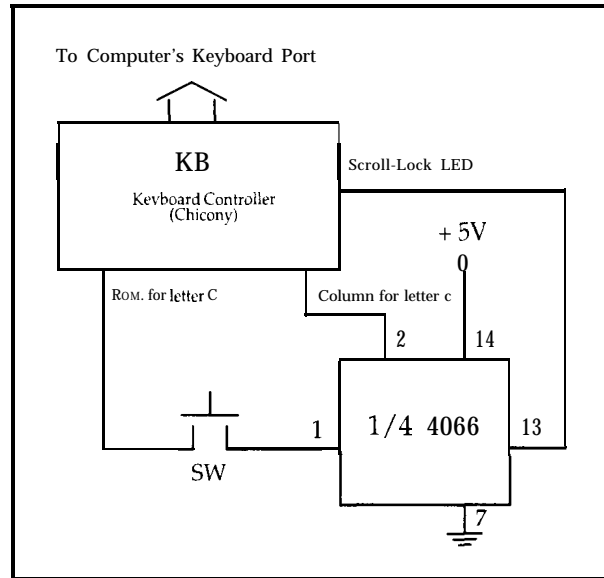 To Computer's Keyboard Port
KB
Keyboard Controller
(Chicony)
Scroll-Lock LED
+ 5V
0
ROM. for letter C
Column for letter c
2
14
1
1/4 4066
13
SW
7